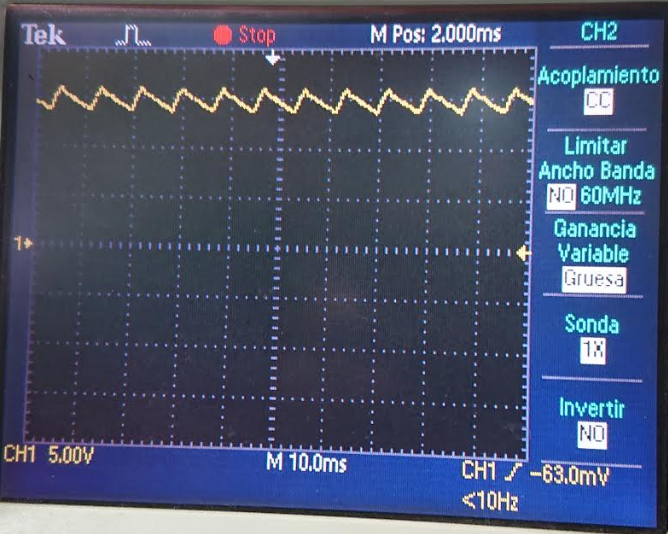 Tek Stop M Pos: 2.000ms CH2
Acoplamiento
CC
Limitar
Ancho Banda
NO 60MHz
Ganancia
Variable
Gruesa
Sonda
1X
Invertir
NO
1
CH1 5.00V M 10.0ms CH1 -63.0mV
<10Hz